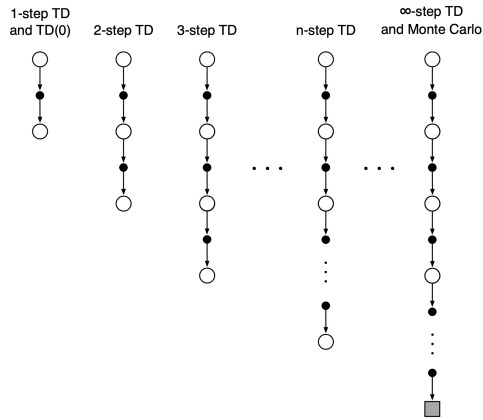 1-step TD
and TD(0)
2-step TD
3-step TD
n-step TD
∞-step TD
and Monte Carlo